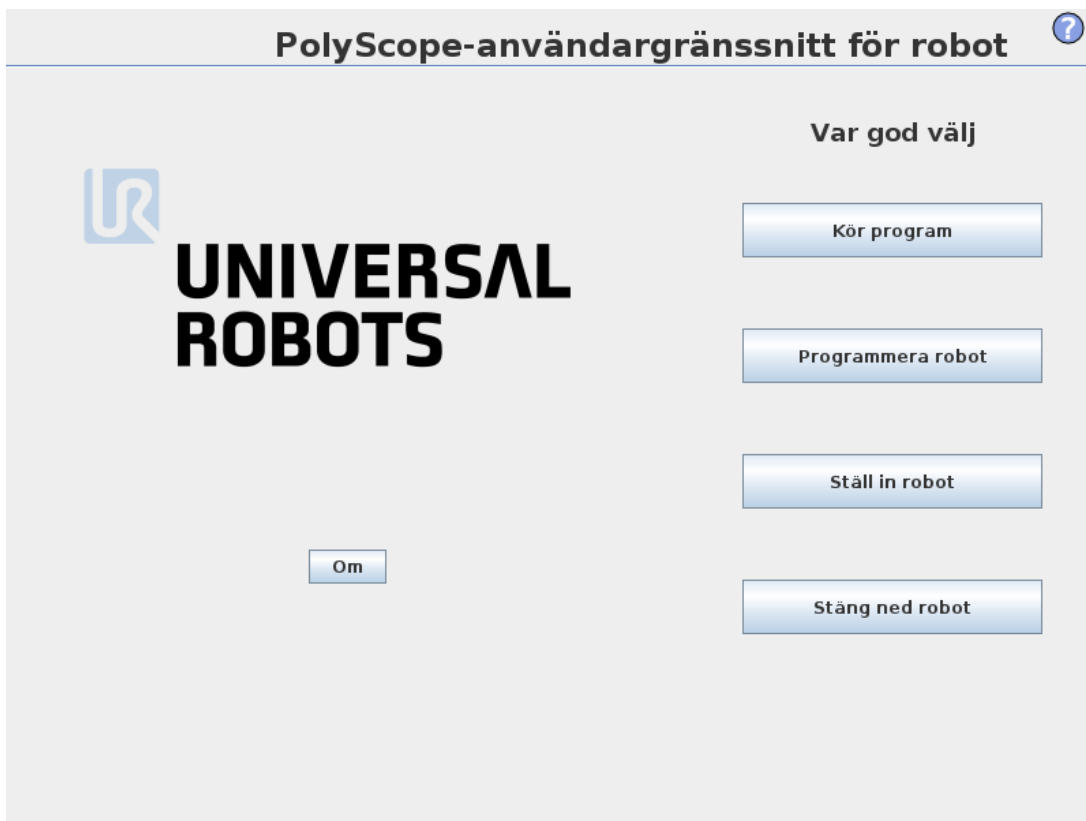 PolyScope-användargränssnitt för robot
?
Var god välj
UR
UNIVERSAL
ROBOTS
Kör program
Programmera robot
Ställ in robot
Om
Stäng ned robot